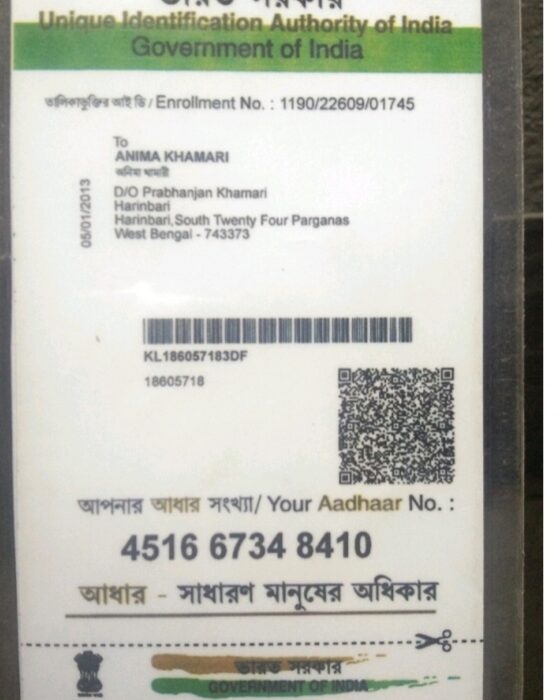 ভারত সরকার
Unique Identification Authority of India
Government of India
তালিকাভুক্তির আই ডি / Enrollment No. : 1190/22609/01745
To
ANIMA KHAMARI
অনিমা খামারী
D/O Prabhanjan Khamari
Harinbari
Harinbari,South Twenty Four Parganas
West Bengal - 743373
05/01/2013
KL186057183DF
18605718
আপনার আধার সংখ্যা/ Your Aadhaar No. :
4516 6734 8410
আধার - সাধারণ মানুষের অধিকার
ভারত সরকার
GOVERNMENT OF INDIA